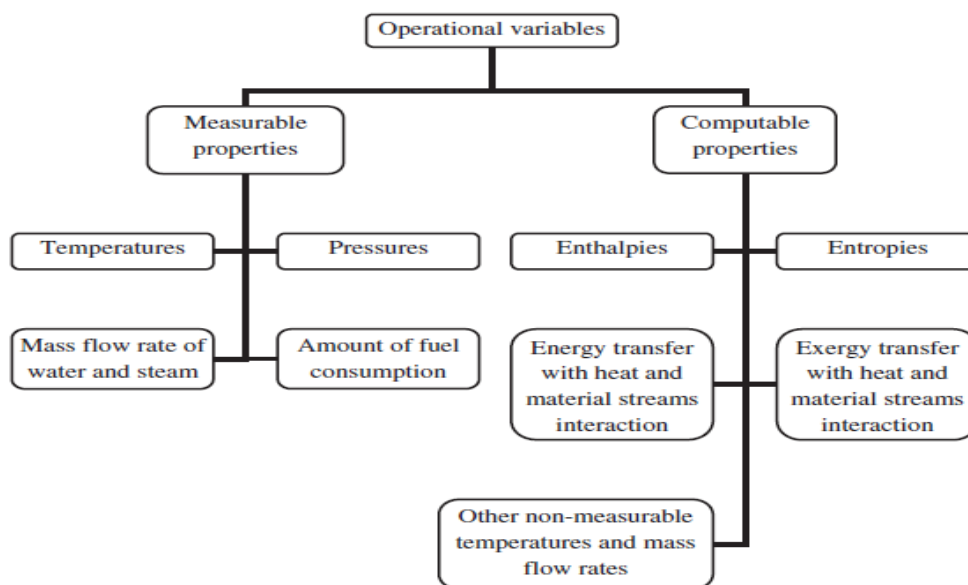 Operational variables
Measurable
properties
Computable
properties
Temperatures
Pressures
Enthalpies
Entropies
Mass flow rate of
water and steam
Amount of fuel
consumption
Energy transfer
with heat and
material streams
interaction
Exergy transfer
with heat and
material streams
interaction
Other non-measurable
temperatures and mass
flow rates